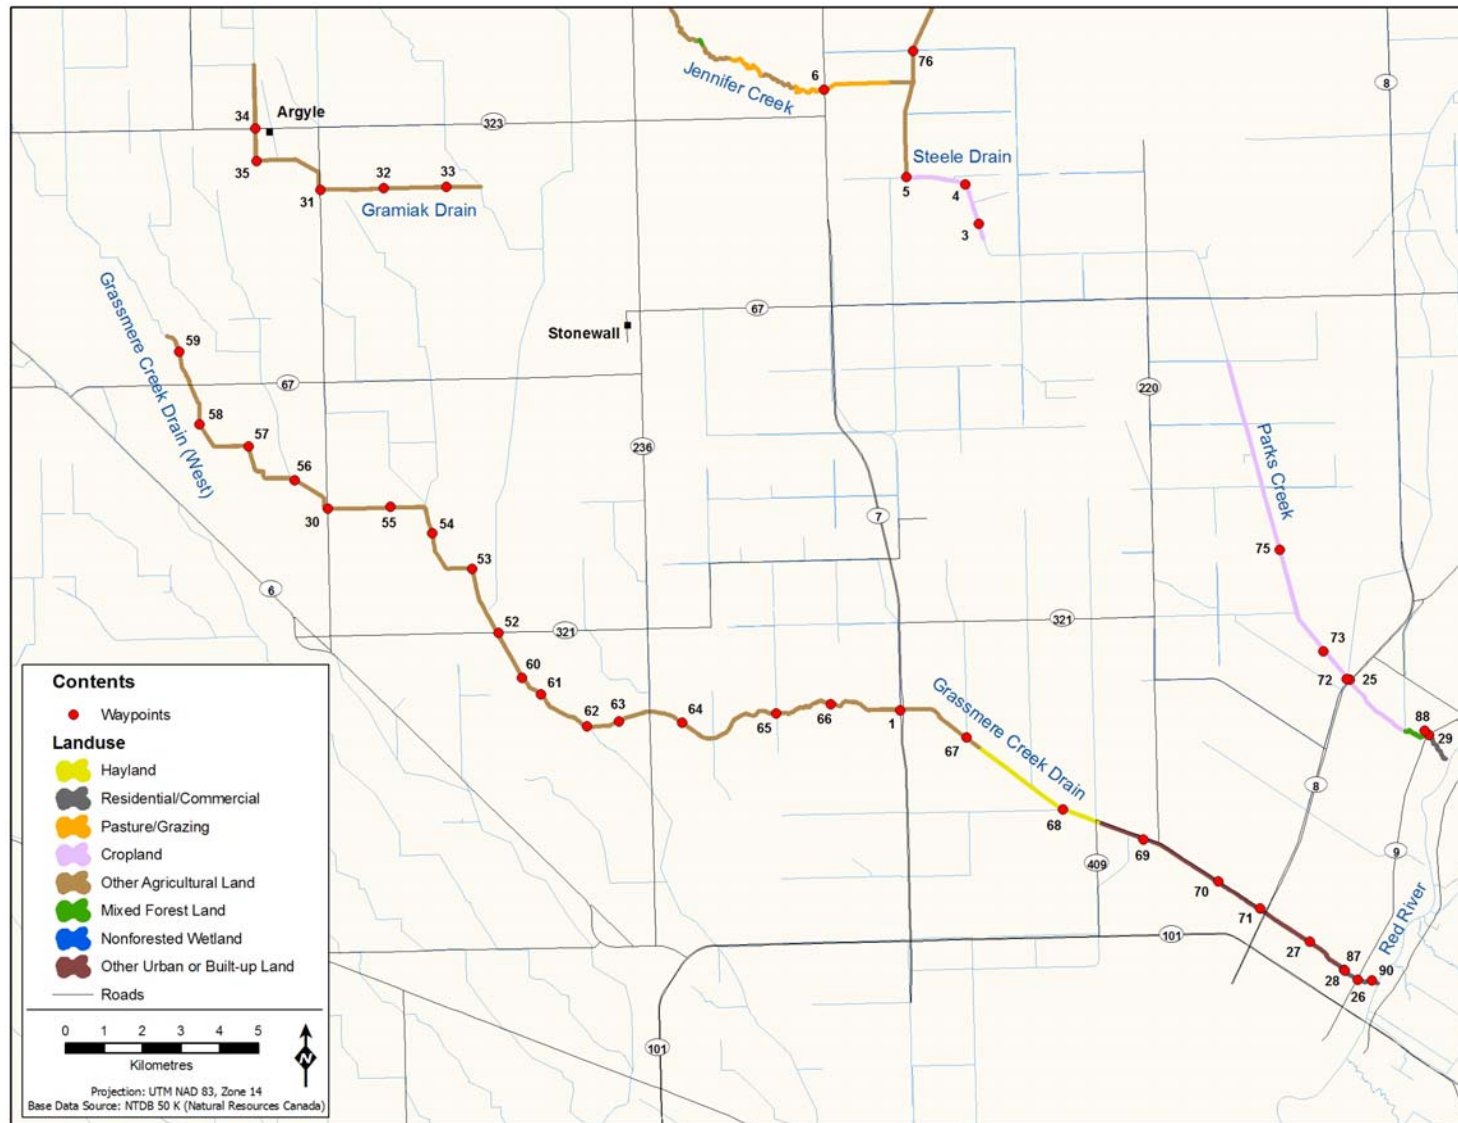 76
6
Jennifer Creek
8
34
Argyle
323
35
32
33
31
Gramiak Drain
Steele Drain
5
4
3
Grassmere Creek Drain (West)
59
67
Stonewall
67
58
57
56
30
55
54
53
236
7
220
Parks Creek
75
6
52
321
321
60
61
62
63
64
65
66
1
67
Grassmere Creek Drain
68
69
409
70
71
27
87
28
26
90
73
72
25
88
29
8
9
Red River
101
101
Contents
Waypoints
Landuse
Hayland
Residential/Commercial
Pasture/Grazing
Cropland
Other Agricultural Land
Mixed Forest Land
Nonforested Wetland
Other Urban or Built-up Land
Roads
0 1 2 3 4 5
Kilometres
N
Projection: UTM NAD 83, Zone 14
Base Data Source: NTDB 50 K (Natural Resources Canada)